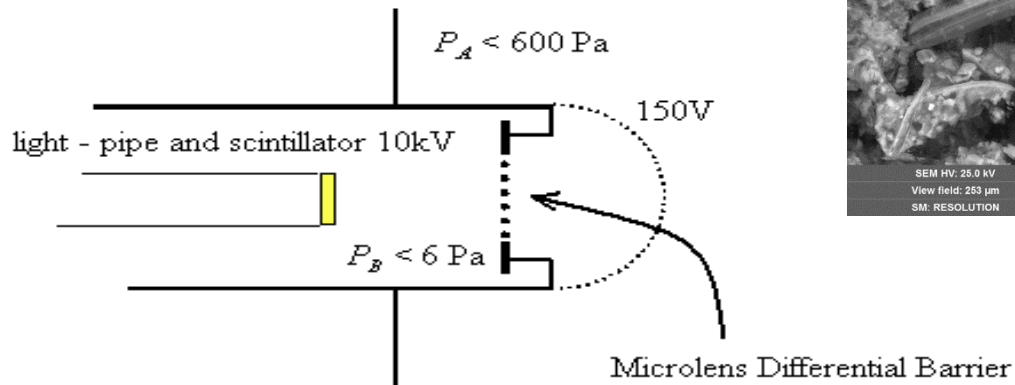 P_A < 600 Pa
150V
light - pipe and scintillator 10kV
P_B < 6 Pa
Microlens Differential Barrier
SEM HV: 25.0 kV
View field: 253 µm
SM: RESOLUTION